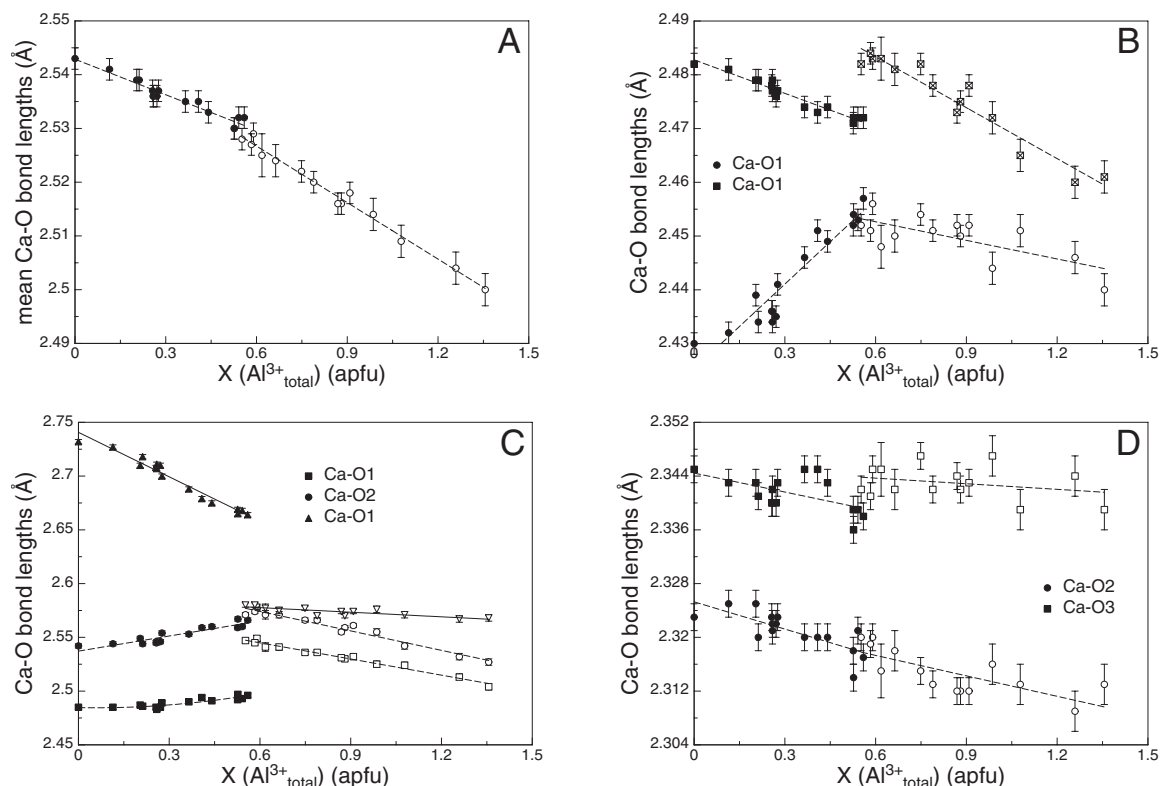 A
mean Ca-O bond lengths (Å)
2.55
2.54
2.53
2.52
2.51
2.5
2.49
0 0.3 0.6 0.9 1.2 1.5
X (Al3+total) (apfu)
B
Ca-O bond lengths (Å)
2.49
2.48
2.47
2.46
2.45
2.44
2.43
Ca-O1
Ca-O1
0 0.3 0.6 0.9 1.2 1.5
X (Al3+total) (apfu)
C
Ca-O bond lengths (Å)
2.75
2.7
2.65
2.6
2.55
2.5
2.45
Ca-O1
Ca-O2
Ca-O1
0 0.3 0.6 0.9 1.2 1.5
X (Al3+total) (apfu)
D
Ca-O bond lengths (Å)
2.352
2.344
2.336
2.328
2.320
2.312
2.304
Ca-O2
Ca-O3
0 0.3 0.6 0.9 1.2 1.5
X (Al3+total) (apfu)